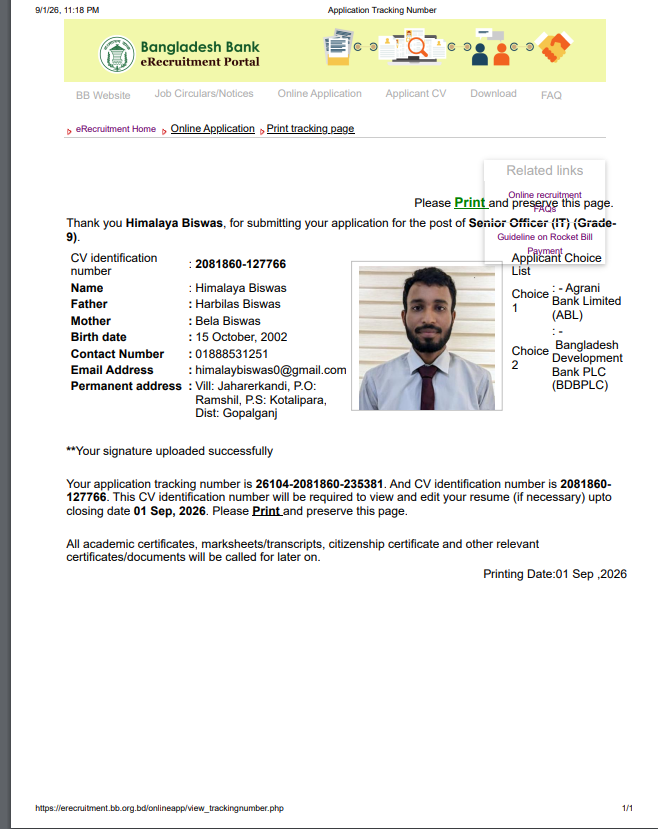 9/1/26, 11:18 PM Application Tracking Number
Bangladesh Bank
eRecruitment Portal
BB Website Job Circulars/Notices Online Application Applicant CV Download FAQ
eRecruitment Home Online Application Print tracking page
Related links
Online recruitment
FAQs
Guideline on Rocket Bill
Payment
Please Print and preserve this page.
Thank you Himalaya Biswas, for submitting your application for the post of Senior Officer (IT) (Grade-
9).
CV identification
number : 2081860-127766
Name : Himalaya Biswas
Father : Harbilas Biswas
Mother : Bela Biswas
Birth date : 15 October, 2002
Contact Number : 01888531251
Email Address : himalaybiswas0@gmail.com
Permanent address : Vill: Jaharerkandi, P.O:
Ramshil, P.S: Kotalipara,
Dist: Gopalganj
Applicant Choice
List
Choice
1
: - Agrani
Bank Limited
(ABL)
Choice
2
: -
Bangladesh
Development
Bank PLC
(BDBPLC)
**Your signature uploaded successfully
Your application tracking number is 26104-2081860-235381. And CV identification number is 2081860-
127766. This CV identification number will be required to view and edit your resume (if necessary) upto
closing date 01 Sep, 2026. Please Print and preserve this page.
All academic certificates, marksheets/transcripts, citizenship certificate and other relevant
certificates/documents will be called for later on.
Printing Date:01 Sep ,2026
https://erecruitment.bb.org.bd/onlineapp/view_trackingnumber.php 1/1